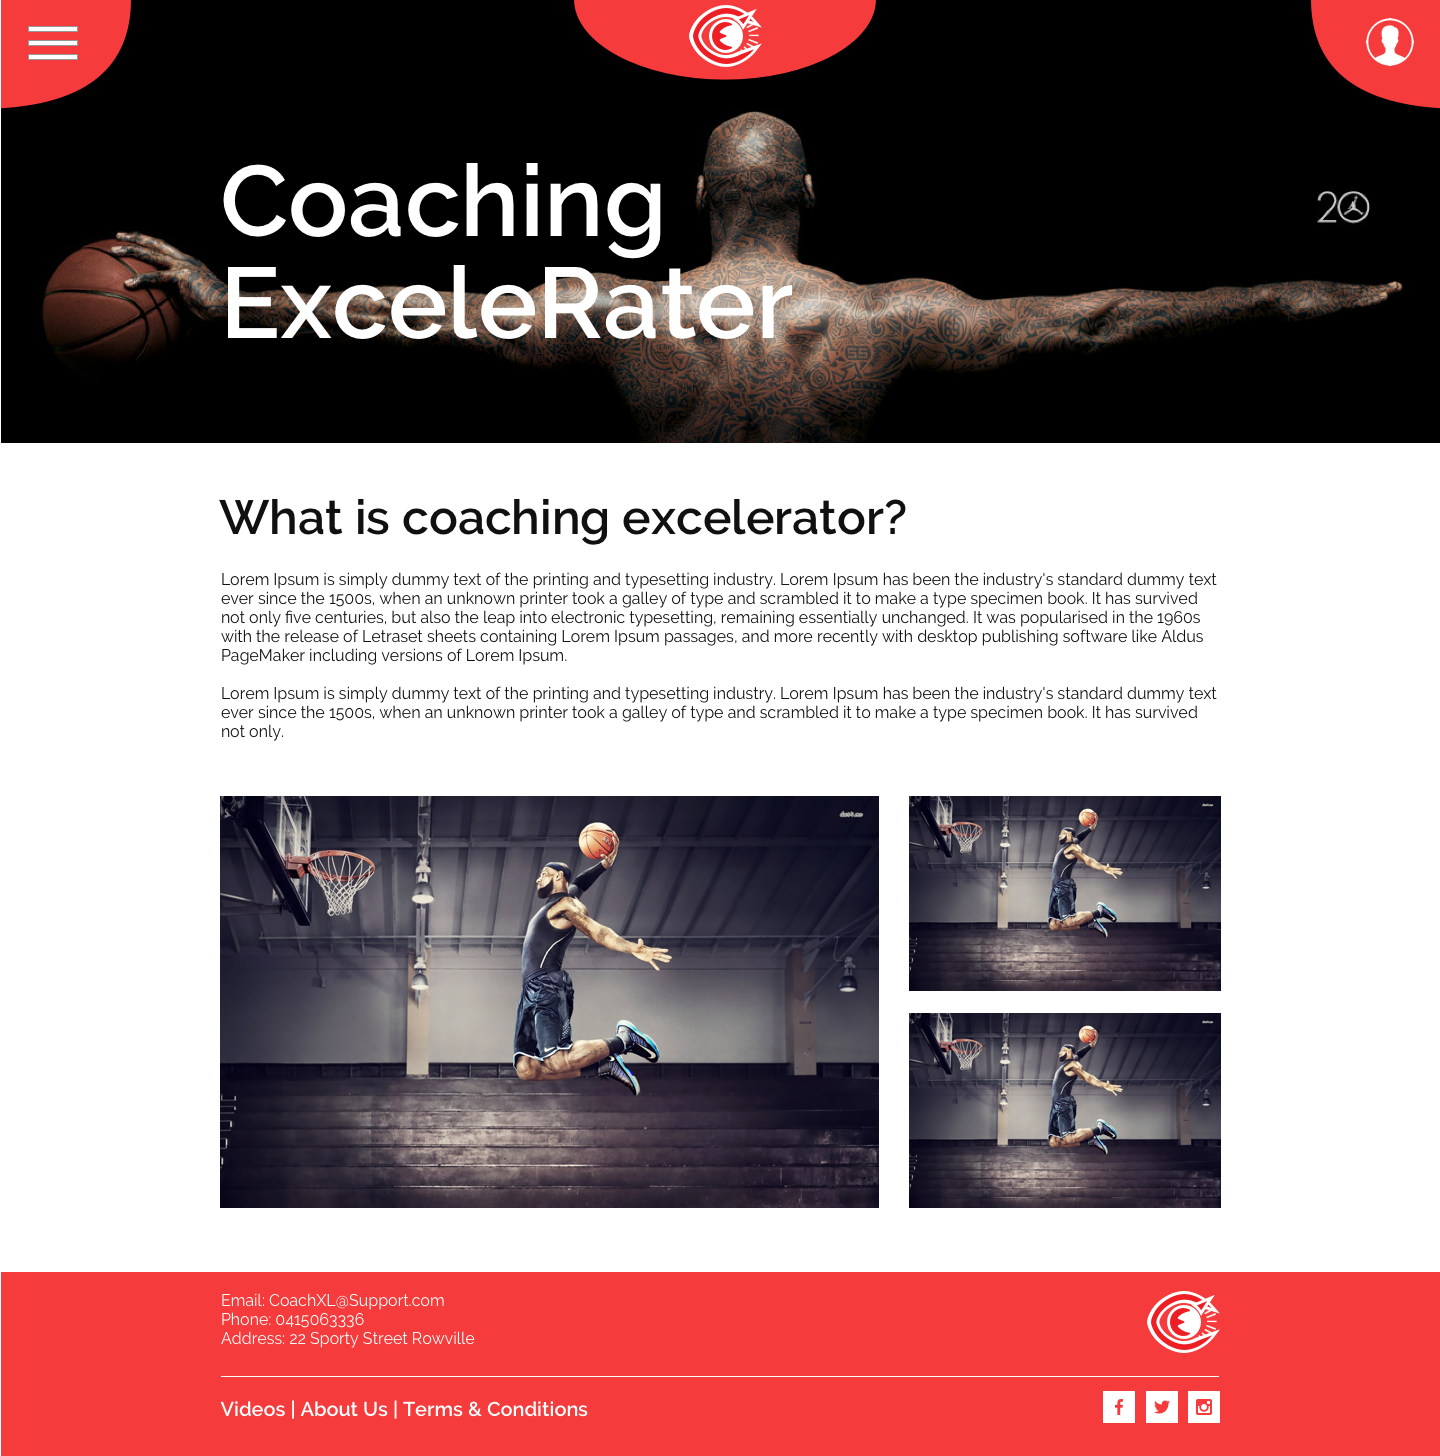 Coaching
ExceleRater
20
What is coaching excelerator?
Lorem Ipsum is simply dummy text of the printing and typesetting industry. Lorem Ipsum has been the industry's standard dummy text
ever since the 1500s, when an unknown printer took a galley of type and scrambled it to make a type specimen book. It has survived
not only five centuries, but also the leap into electronic typesetting, remaining essentially unchanged. It was popularised in the 1960s
with the release of Letraset sheets containing Lorem Ipsum passages, and more recently with desktop publishing software like Aldus
PageMaker including versions of Lorem Ipsum.
Lorem Ipsum is simply dummy text of the printing and typesetting industry. Lorem Ipsum has been the industry's standard dummy text
ever since the 1500s, when an unknown printer took a galley of type and scrambled it to make a type specimen book. It has survived
not only.
Email: CoachXL@Support.com
Phone: 0415063336
Address: 22 Sporty Street Rowville
Videos | About Us | Terms & Conditions